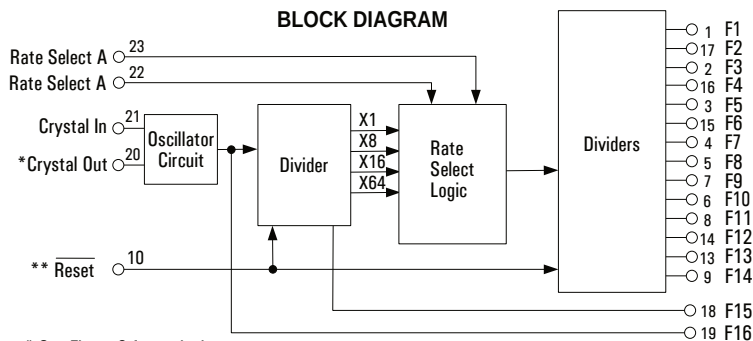 BLOCK DIAGRAM
Rate Select A 23
Rate Select A 22
Crystal In 21
*Crystal Out 20
Oscillator
Circuit
Divider
X1
X8
X16
X64
Rate
Select
Logic
Dividers
** Reset 10
1 F1
17 F2
2 F3
16 F4
3 F5
15 F6
4 F7
5 F8
7 F9
6 F10
8 F11
14 F12
13 F13
9 F14
18 F15
19 F16